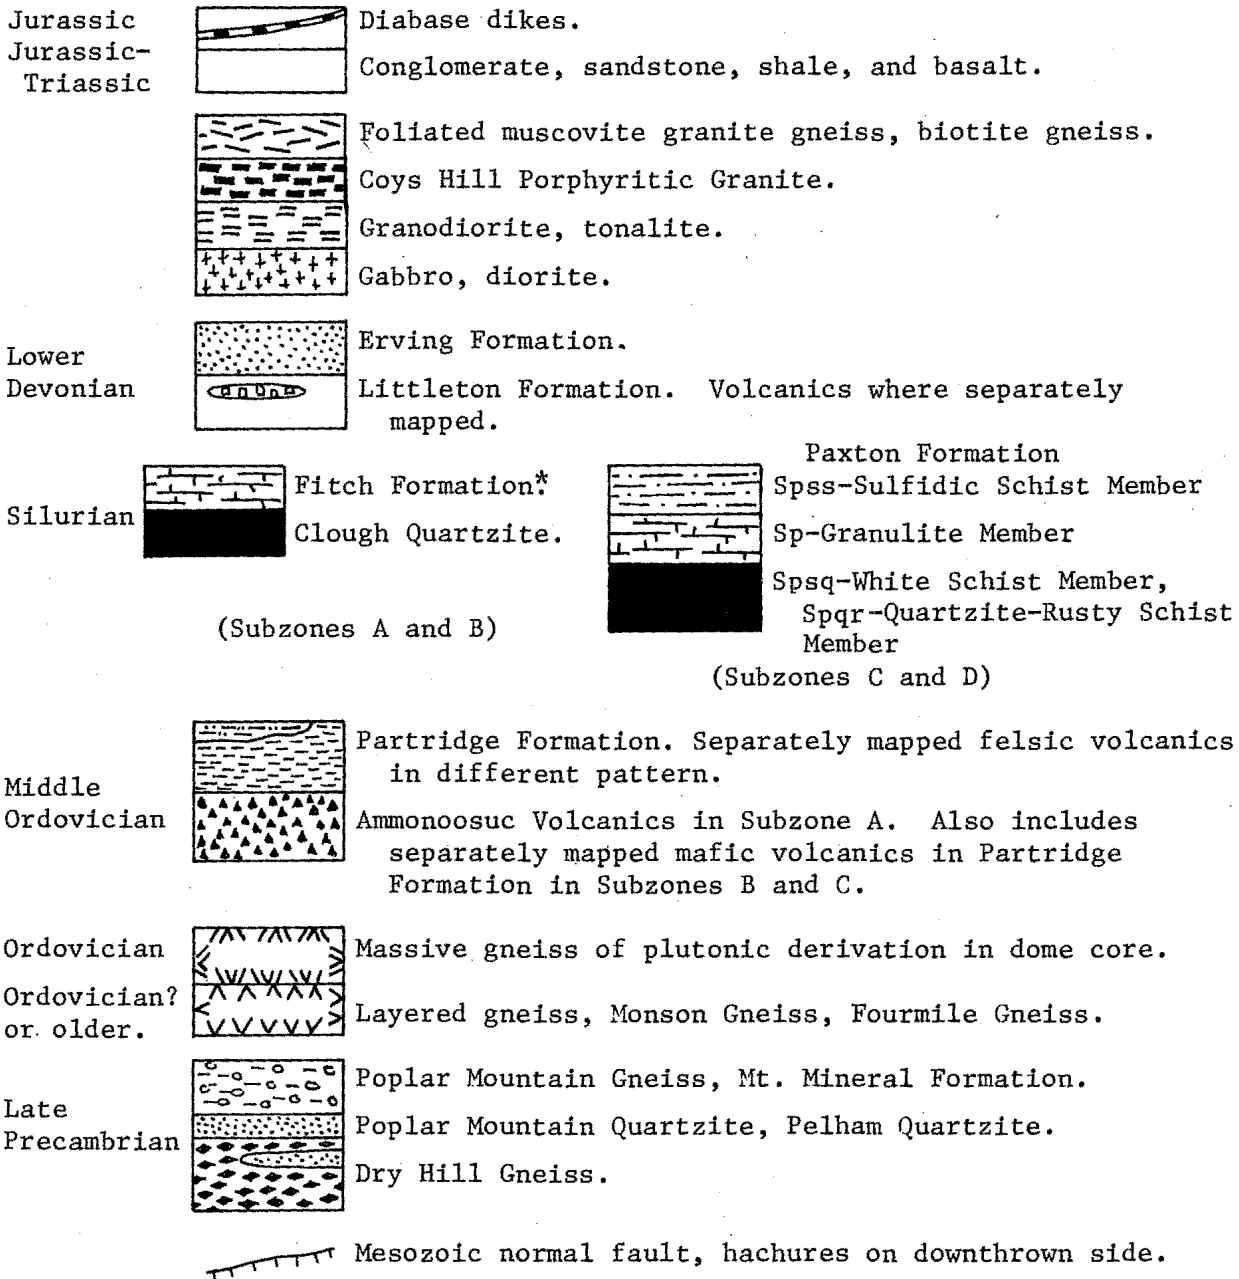 Jurassic
Diabase dikes.
Jurassic-
Triassic
Conglomerate, sandstone, shale, and basalt.
Foliated muscovite granite gneiss, biotite gneiss.
Coys Hill Porphyritic Granite.
Granodiorite, tonalite.
Gabbro, diorite.
Lower
Devonian
Erving Formation.
Littleton Formation. Volcanics where separately
mapped.
Silurian
Fitch Formation.*
Clough Quartzite.
(Subzones A and B)
Paxton Formation
Spss-Sulfidic Schist Member
Sp-Granulite Member
Spsq-White Schist Member,
Spqr-Quartzite-Rusty Schist
Member
(Subzones C and D)
Middle
Ordovician
Partridge Formation. Separately mapped felsic volcanics
in different pattern.
Ammonoosuc Volcanics in Subzone A. Also includes
separately mapped mafic volcanics in Partridge
Formation in Subzones B and C.
Ordovician
Massive gneiss of plutonic derivation in dome core.
Ordovician?
or older.
Layered gneiss, Monson Gneiss, Fourmile Gneiss.
Late
Precambrian
Poplar Mountain Gneiss, Mt. Mineral Formation.
Poplar Mountain Quartzite, Pelham Quartzite.
Dry Hill Gneiss.
Mesozoic normal fault, hachures on downthrown side.